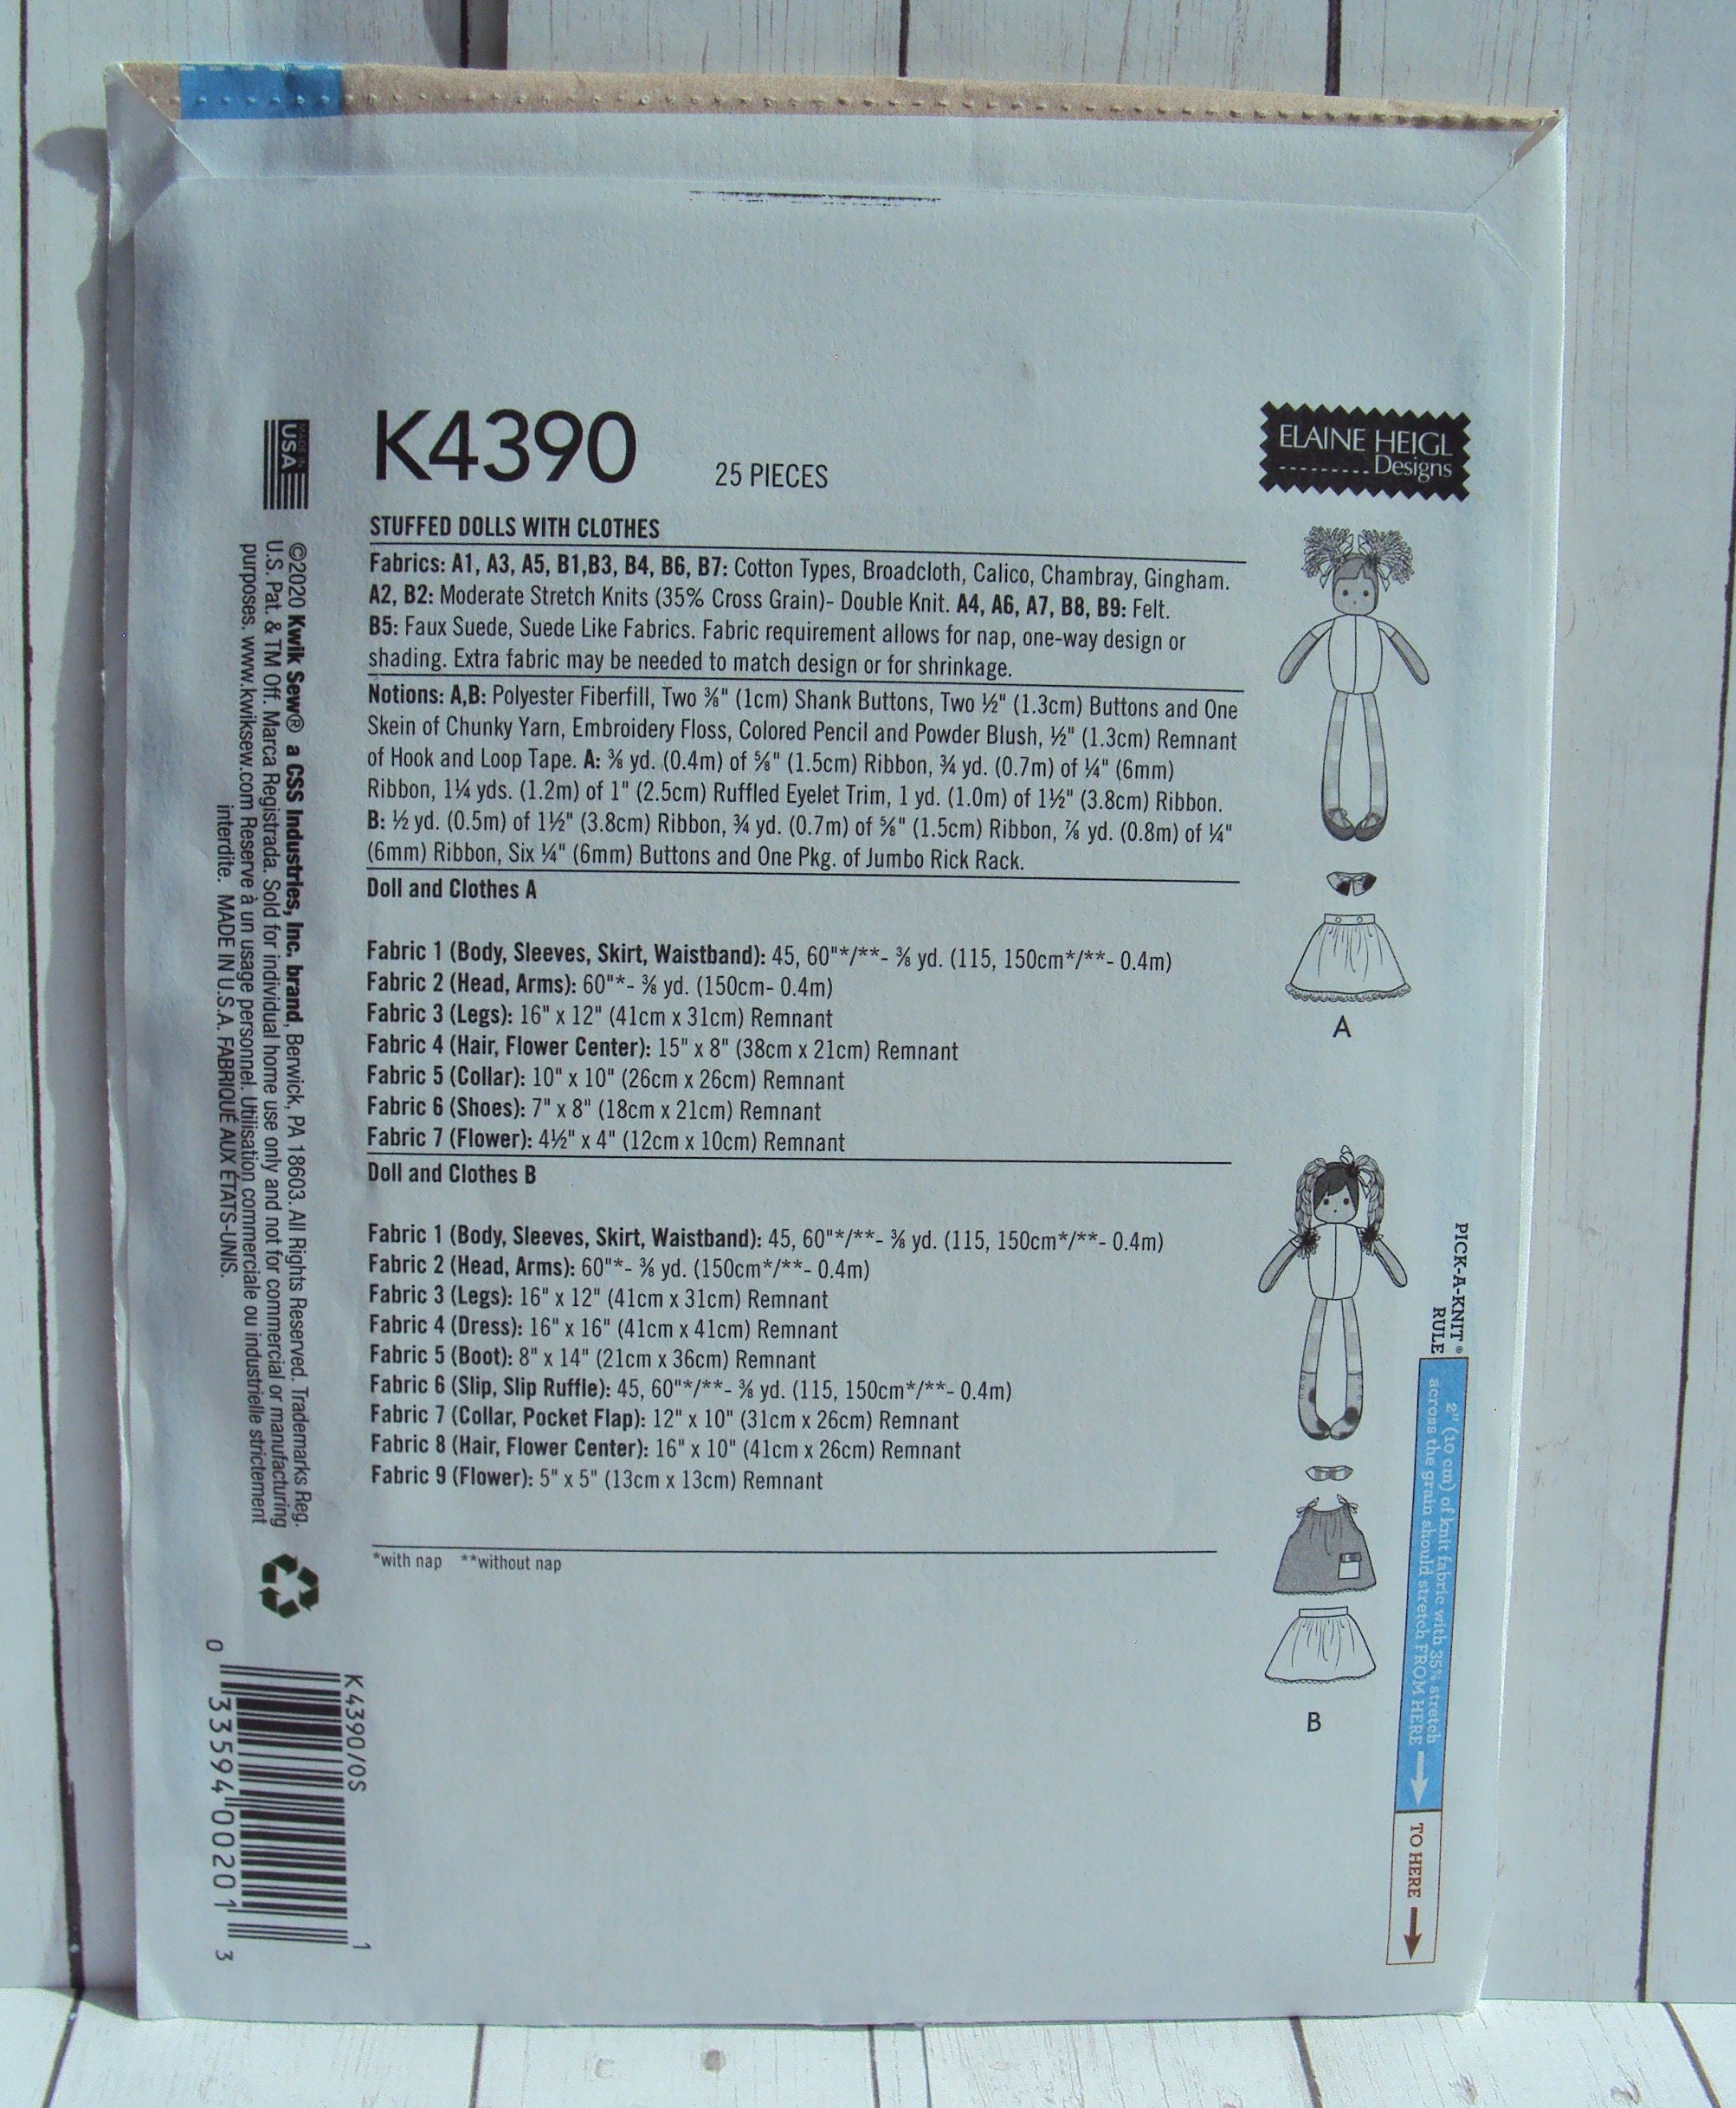 K4390
25 PIECES
ELAINE HEIGL
Designs
STUFFED DOLLS WITH CLOTHES
Fabrics: A1, A3, A5, B1,B3, B4, B6, B7: Cotton Types, Broadcloth, Calico, Chambray, Gingham.
A2, B2: Moderate Stretch Knits (35% Cross Grain)- Double Knit. A4, A6, A7, B8, B9: Felt.
B5: Faux Suede, Suede Like Fabrics. Fabric requirement allows for nap, one-way design or
shading. Extra fabric may be needed to match design or for shrinkage.
Notions: A,B: Polyester Fiberfill, Two ⅜" (1cm) Shank Buttons, Two ½" (1.3cm) Buttons and One
Skein of Chunky Yarn, Embroidery Floss, Colored Pencil and Powder Blush, ½" (1.3cm) Remnant
of Hook and Loop Tape. A: ⅜ yd. (0.4m) of ⅝" (1.5cm) Ribbon, ¾ yd. (0.7m) of ¼" (6mm)
Ribbon, 1¼ yds. (1.2m) of 1" (2.5cm) Ruffled Eyelet Trim, 1 yd. (1.0m) of 1½" (3.8cm) Ribbon.
B: ½ yd. (0.5m) of 1½" (3.8cm) Ribbon, ¾ yd. (0.7m) of ⅝" (1.5cm) Ribbon, ⅞ yd. (0.8m) of ¼"
(6mm) Ribbon, Six ¼" (6mm) Buttons and One Pkg. of Jumbo Rick Rack.
Doll and Clothes A
Fabric 1 (Body, Sleeves, Skirt, Waistband): 45, 60"*/**- ⅜ yd. (115, 150cm*/**- 0.4m)
Fabric 2 (Head, Arms): 60"*- ⅜ yd. (150cm- 0.4m)
Fabric 3 (Legs): 16" x 12" (41cm x 31cm) Remnant
Fabric 4 (Hair, Flower Center): 15" x 8" (38cm x 21cm) Remnant
Fabric 5 (Collar): 10" x 10" (26cm x 26cm) Remnant
Fabric 6 (Shoes): 7" x 8" (18cm x 21cm) Remnant
Fabric 7 (Flower): 4½" x 4" (12cm x 10cm) Remnant
Doll and Clothes B
Fabric 1 (Body, Sleeves, Skirt, Waistband): 45, 60"*/**- ⅜ yd. (115, 150cm*/**- 0.4m)
Fabric 2 (Head, Arms): 60"*- ⅜ yd. (150cm*/**- 0.4m)
Fabric 3 (Legs): 16" x 12" (41cm x 31cm) Remnant
Fabric 4 (Dress): 16" x 16" (41cm x 41cm) Remnant
Fabric 5 (Boot): 8" x 14" (21cm x 36cm) Remnant
Fabric 6 (Slip, Slip Ruffle): 45, 60"*/**- ⅜ yd. (115, 150cm*/**- 0.4m)
Fabric 7 (Collar, Pocket Flap): 12" x 10" (31cm x 26cm) Remnant
Fabric 8 (Hair, Flower Center): 16" x 10" (41cm x 26cm) Remnant
Fabric 9 (Flower): 5" x 5" (13cm x 13cm) Remnant
*with nap **without nap
A
B
PICK-A-KNIT®
RULE
2" (10 cm) of knit fabric with 35% stretch
across the grain should stretch FROM HERE
TO HERE
MADE IN
USA
©2020 Kwik Sew® a CSS Industries, Inc. brand, Berwick, PA 18603. All Rights Reserved. Trademarks Reg.
U.S. Pat. & TM Off. Marca Registrada. Sold for individual home use only and not for commercial or manufacturing
purposes. www.kwiksew.com Reserve à un usage personnel. Utilisation commerciale ou industrielle strictement
interdite. MADE IN U.S.A. FABRIQUÉ AUX ÉTATS-UNIS.
K4390/OS
0 33594 00201 3
1